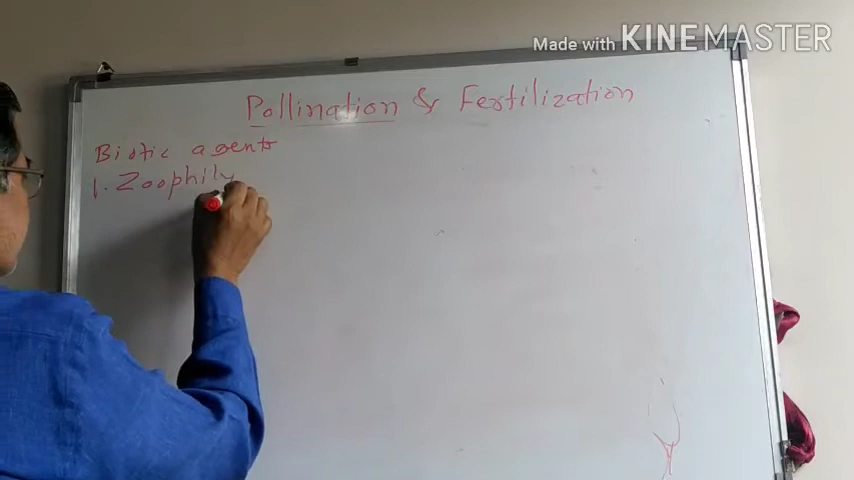 Made with KINEMASTER
Pollination & Fertilization
Biotic agents
1. Zoophily